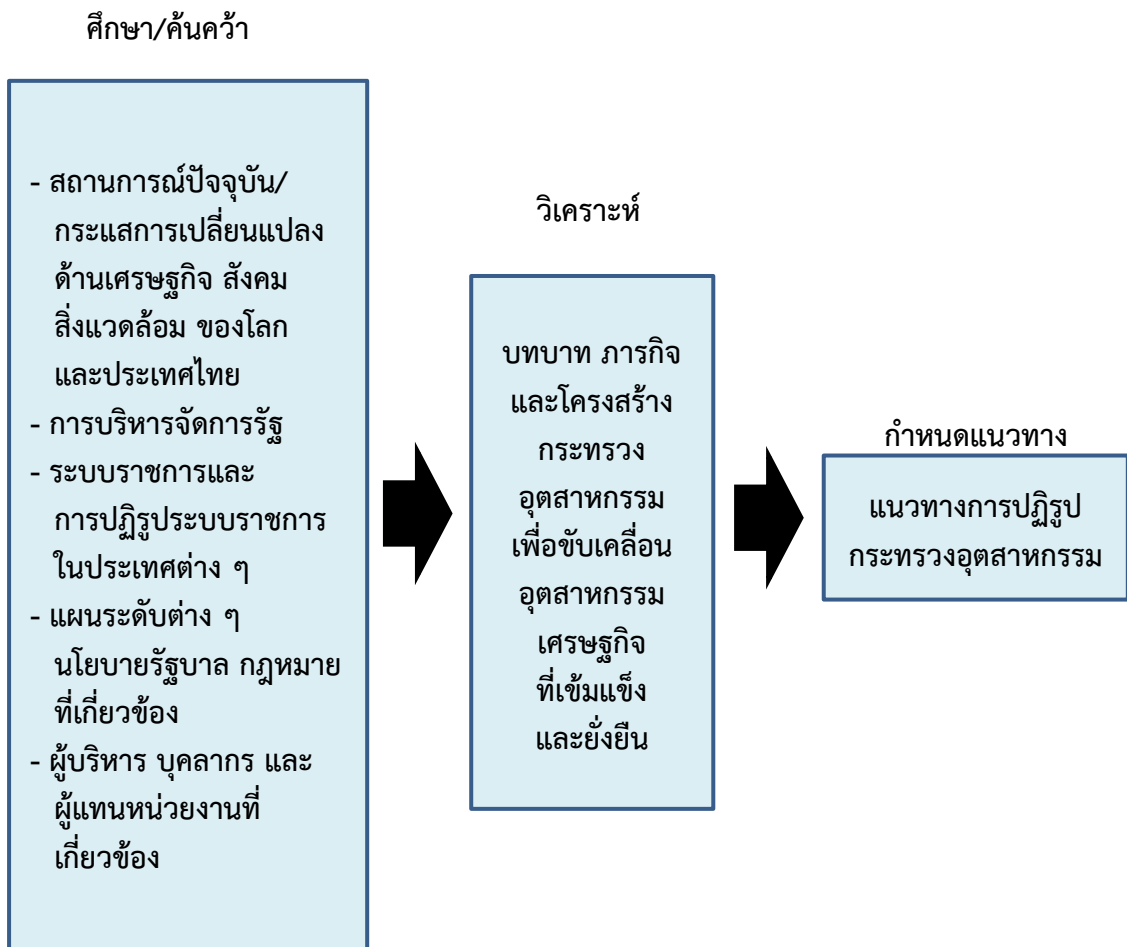 ศึกษา/ค้นคว้า
- สถานการณ์ปัจจุบัน/
กระแสการเปลี่ยนแปลง
ด้านเศรษฐกิจ สังคม
สิ่งแวดล้อม ของโลก
และประเทศไทย
- การบริหารจัดการรัฐ
- ระบบราชการและ
การปฏิรูประบบราชการ
ในประเทศต่าง ๆ
- แผนระดับต่าง ๆ
นโยบายรัฐบาล กฎหมาย
ที่เกี่ยวข้อง
- ผู้บริหาร บุคลากร และ
ผู้แทนหน่วยงานที่
เกี่ยวข้อง
วิเคราะห์
บทบาท ภารกิจ
และโครงสร้าง
กระทรวง
อุตสาหกรรม
เพื่อขับเคลื่อน
อุตสาหกรรม
เศรษฐกิจ
ที่เข้มแข็ง
และยั่งยืน
กำหนดแนวทาง
แนวทางการปฏิรูป
กระทรวงอุตสาหกรรม